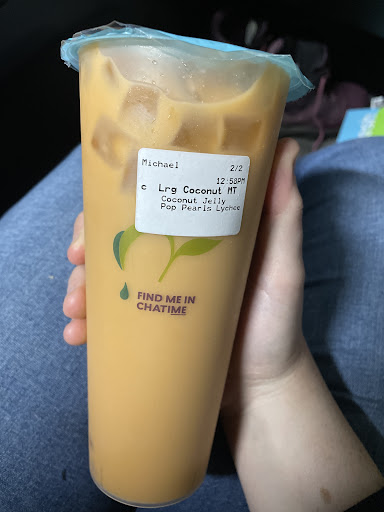 Michael 2/2
12:58PM
c Lrg Coconut MT
Coconut Jelly
Pop Pearls Lychee
FIND ME IN
CHATIME